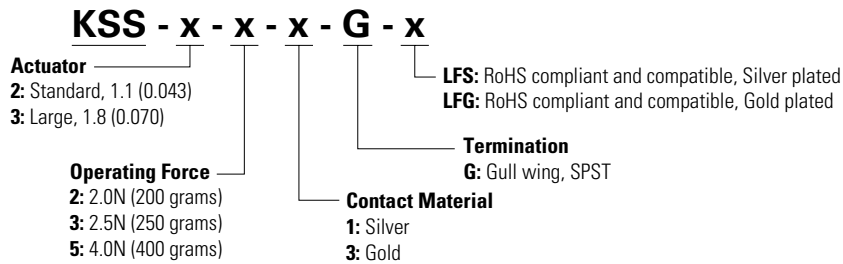 KSS - x - x - x - G - x
Actuator
2: Standard, 1.1 (0.043)
3: Large, 1.8 (0.070)
LFS: RoHS compliant and compatible, Silver plated
LFG: RoHS compliant and compatible, Gold plated
Termination
G: Gull wing, SPST
Operating Force
2: 2.0N (200 grams)
3: 2.5N (250 grams)
5: 4.0N (400 grams)
Contact Material
1: Silver
3: Gold